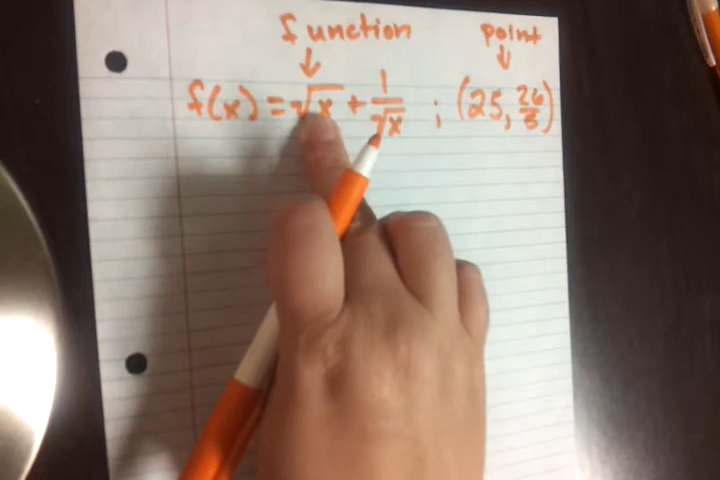 function point
f(x) = √x + 1/√x ; (25, 26/5)